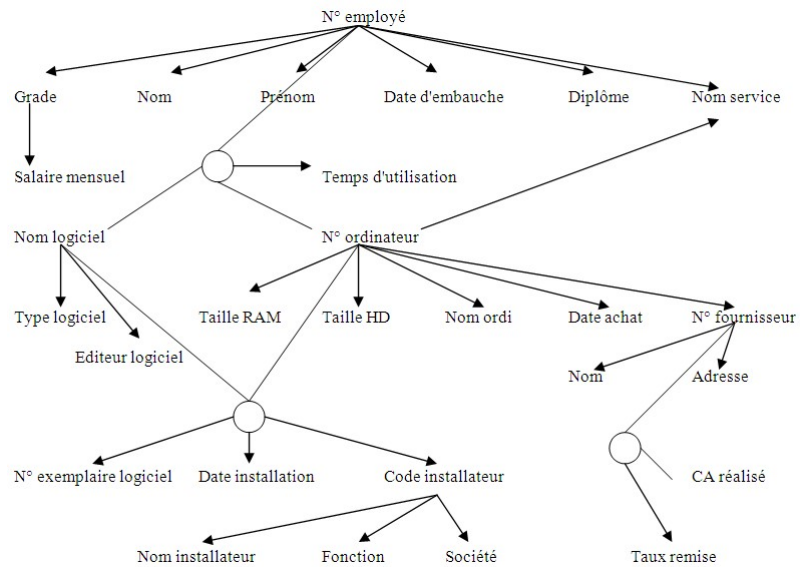 N° employé
Grade Nom Prénom Date d'embauche Diplôme Nom service
Salaire mensuel Temps d'utilisation
Nom logiciel N° ordinateur
Type logiciel Taille RAM Taille HD Nom ordi Date achat N° fournisseur
Editeur logiciel
Nom Adresse
N° exemplaire logiciel Date installation Code installateur CA réalisé
Nom installateur Fonction Société Taux remise